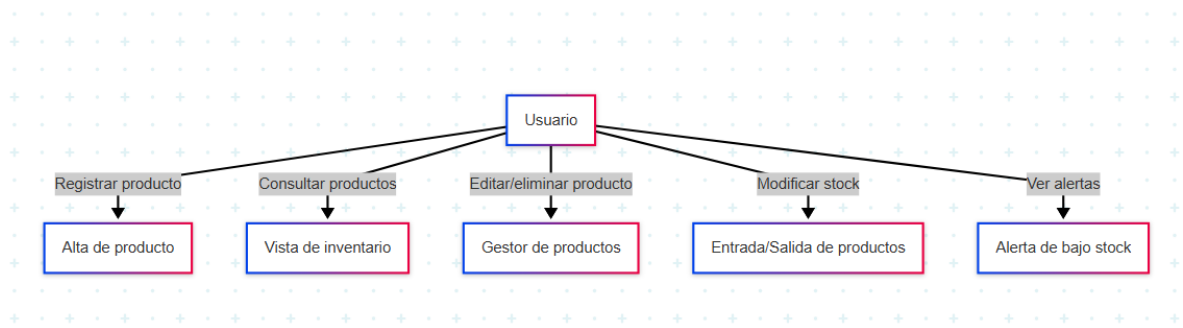 Usuario
Registrar producto
Consultar productos
Editar/eliminar producto
Modificar stock
Ver alertas
Alta de producto
Vista de inventario
Gestor de productos
Entrada/Salida de productos
Alerta de bajo stock